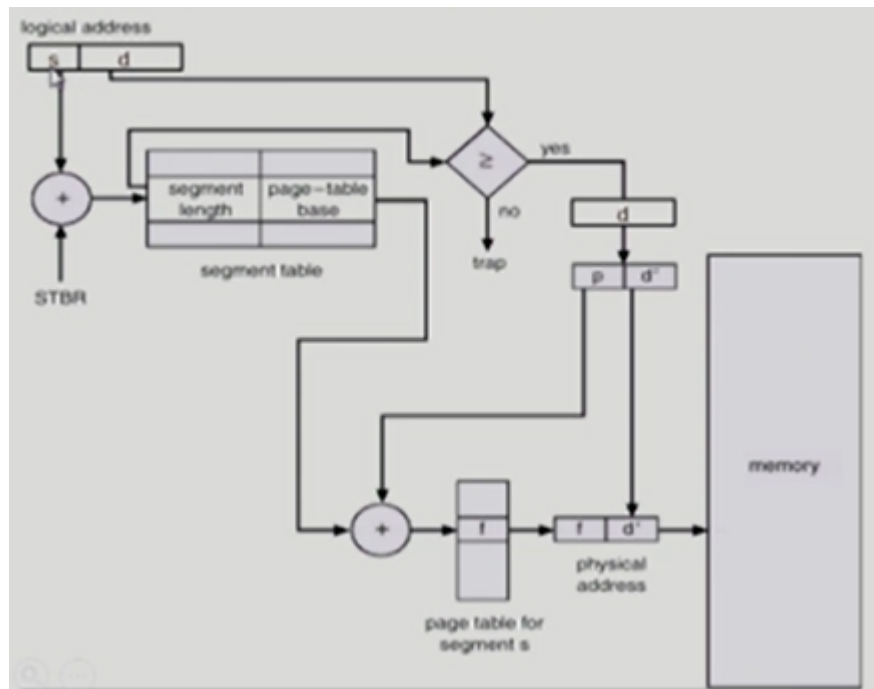 logical address
s d
≥
yes
segment length
page-table base
+
no
d
segment table
trap
p d'
STBR
memory
+
f
f d'
physical
address
page table for
segment s